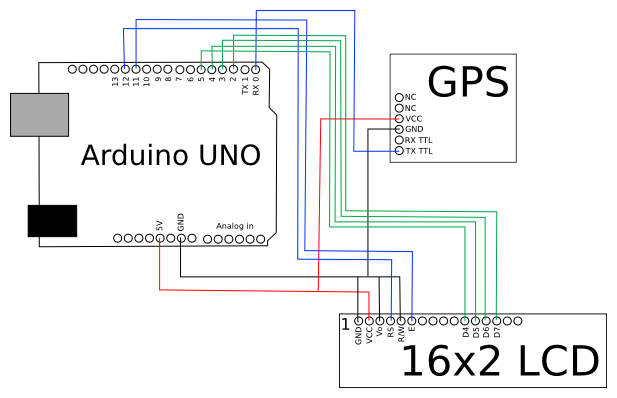 GPS
NC
NC
VCC
GND
RX TTL
TX TTL
13
12
11
10
9
8
7
6
5
4
3
2
TX 1
RX 0
Arduino UNO
5V
GND
Analog in
1
GND
VCC
Vo
RS
R/W
E
D4
D5
D6
D7
16x2 LCD